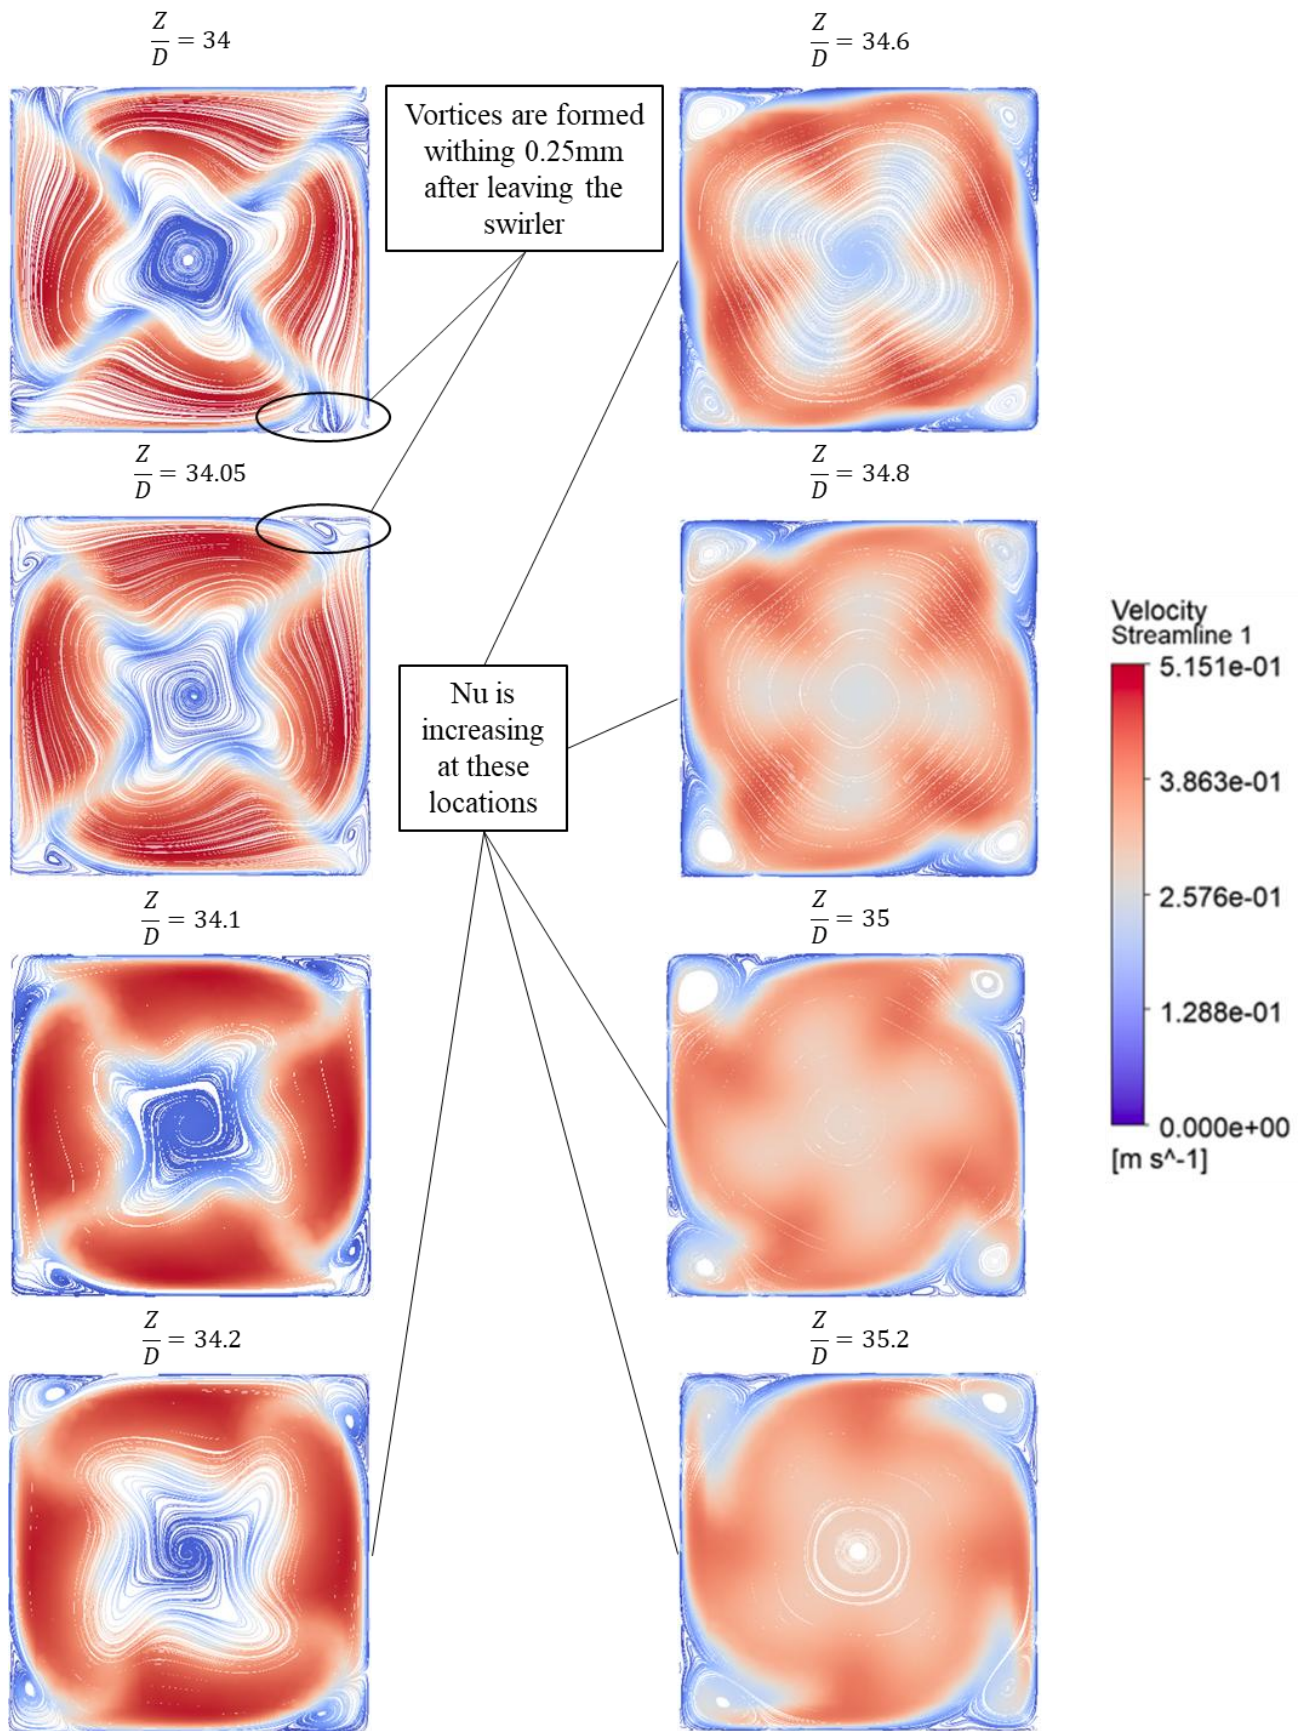 Z/D = 34
Z/D = 34.6
Vortices are formed
withing 0.25mm
after leaving the
swirler
Z/D = 34.05
Z/D = 34.8
Nu is
increasing
at these
locations
Velocity
Streamline 1
5.151e-01
3.863e-01
2.576e-01
1.288e-01
0.000e+00
[m s^-1]
Z/D = 34.1
Z/D = 35
Z/D = 34.2
Z/D = 35.2